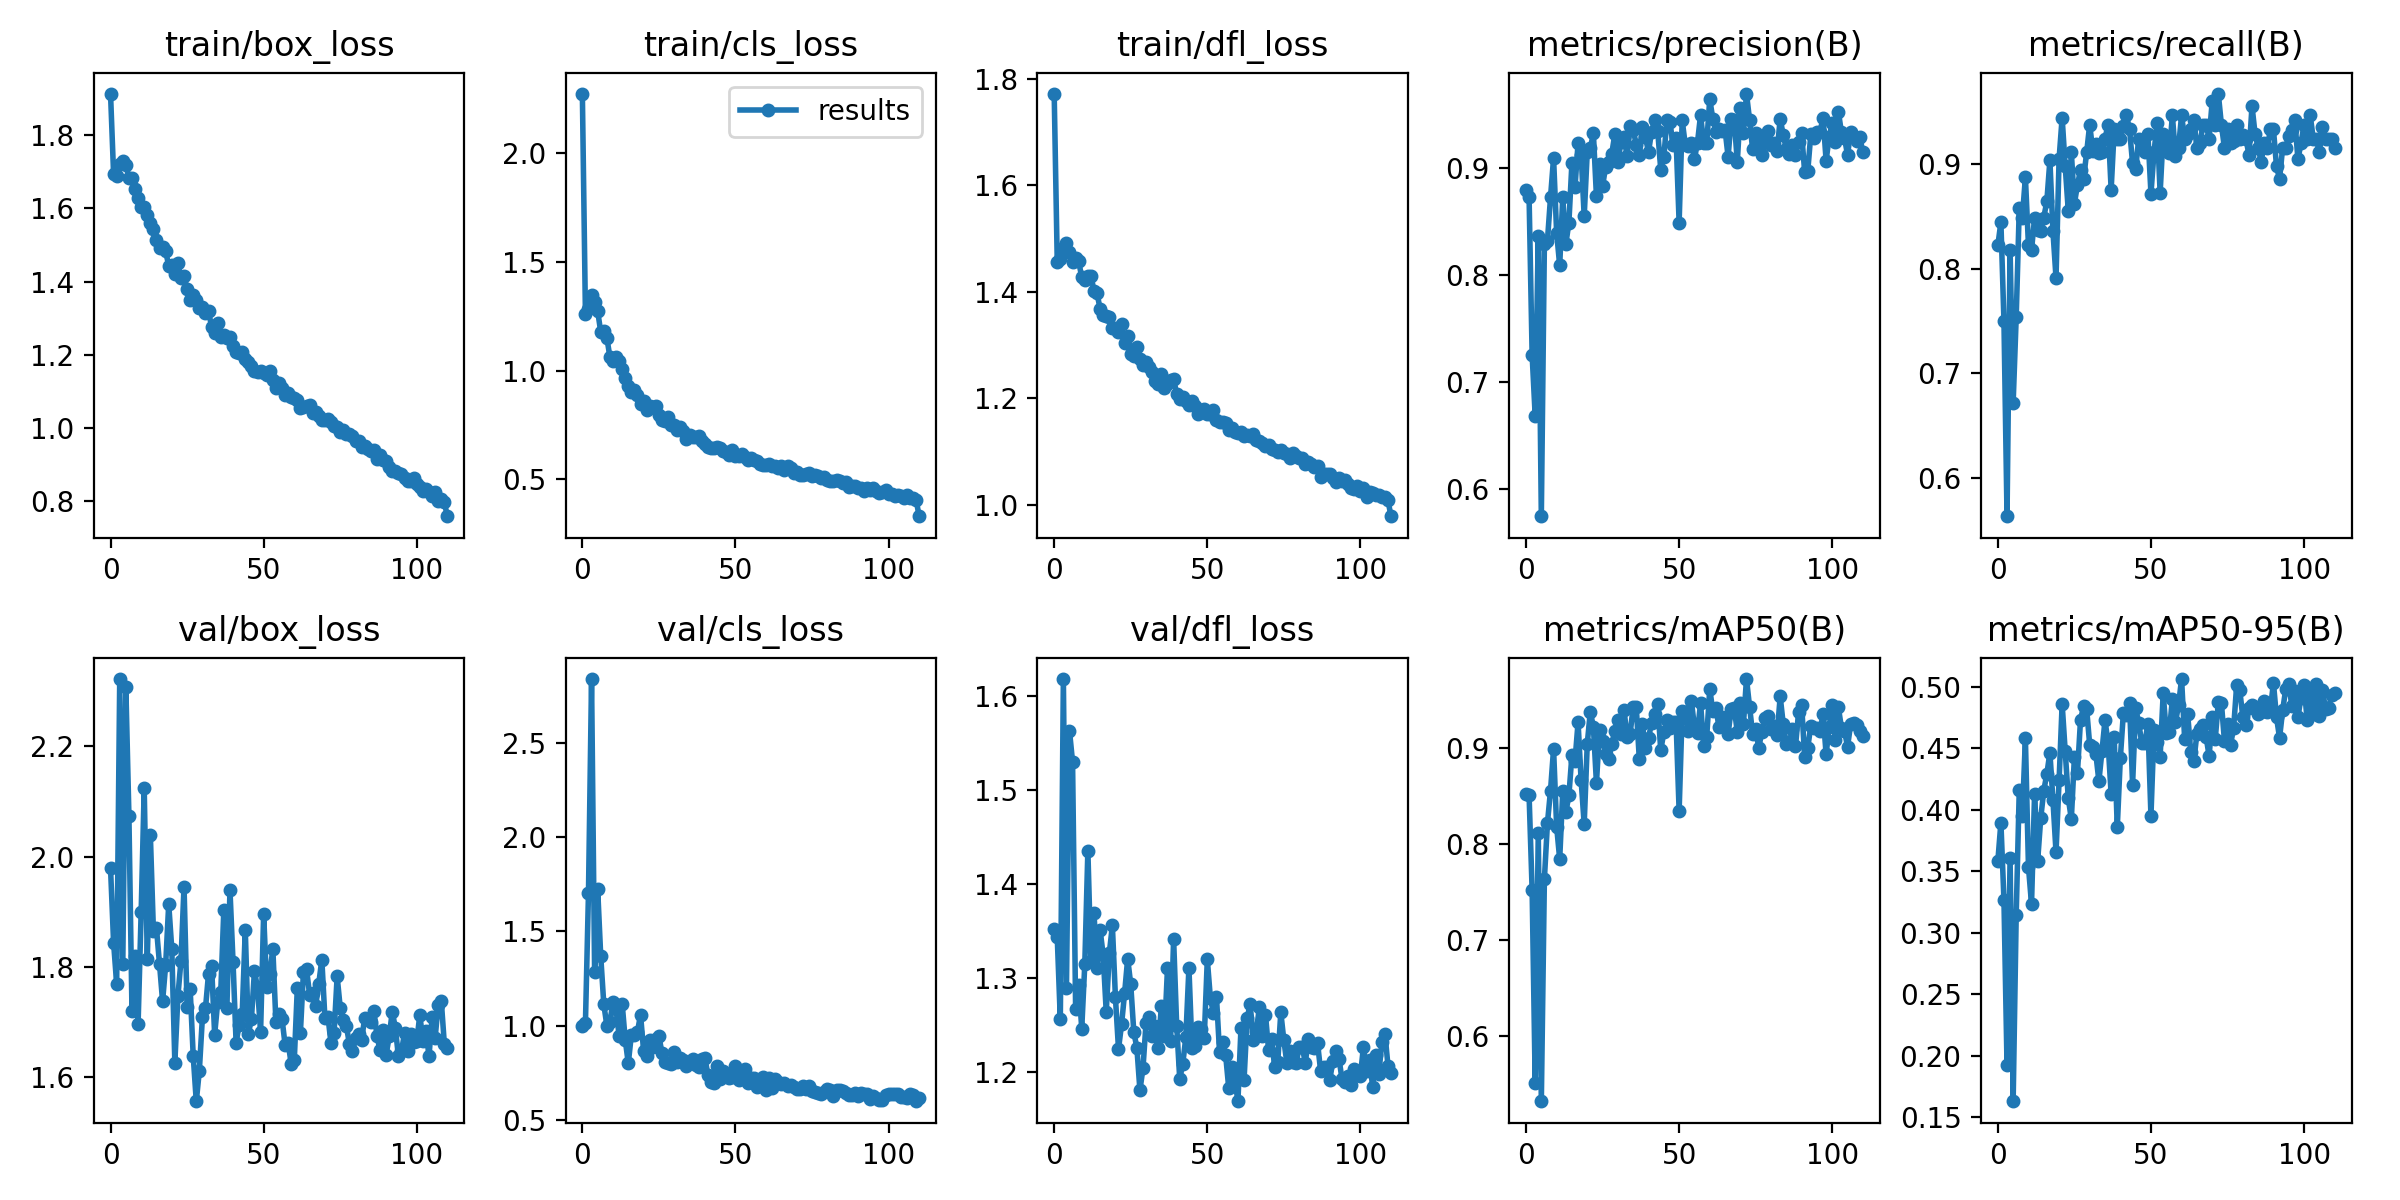 train/box_loss
1.8
1.6
1.4
1.2
1.0
0.8
0 50 100
train/cls_loss
results
2.0
1.5
1.0
0.5
0 50 100
train/dfl_loss
1.8
1.6
1.4
1.2
1.0
0 50 100
metrics/precision(B)
0.9
0.8
0.7
0.6
0 50 100
metrics/recall(B)
0.9
0.8
0.7
0.6
0 50 100
val/box_loss
2.2
2.0
1.8
1.6
0 50 100
val/cls_loss
2.5
2.0
1.5
1.0
0.5
0 50 100
val/dfl_loss
1.6
1.5
1.4
1.3
1.2
0 50 100
metrics/mAP50(B)
0.9
0.8
0.7
0.6
0 50 100
metrics/mAP50-95(B)
0.50
0.45
0.40
0.35
0.30
0.25
0.20
0.15
0 50 100